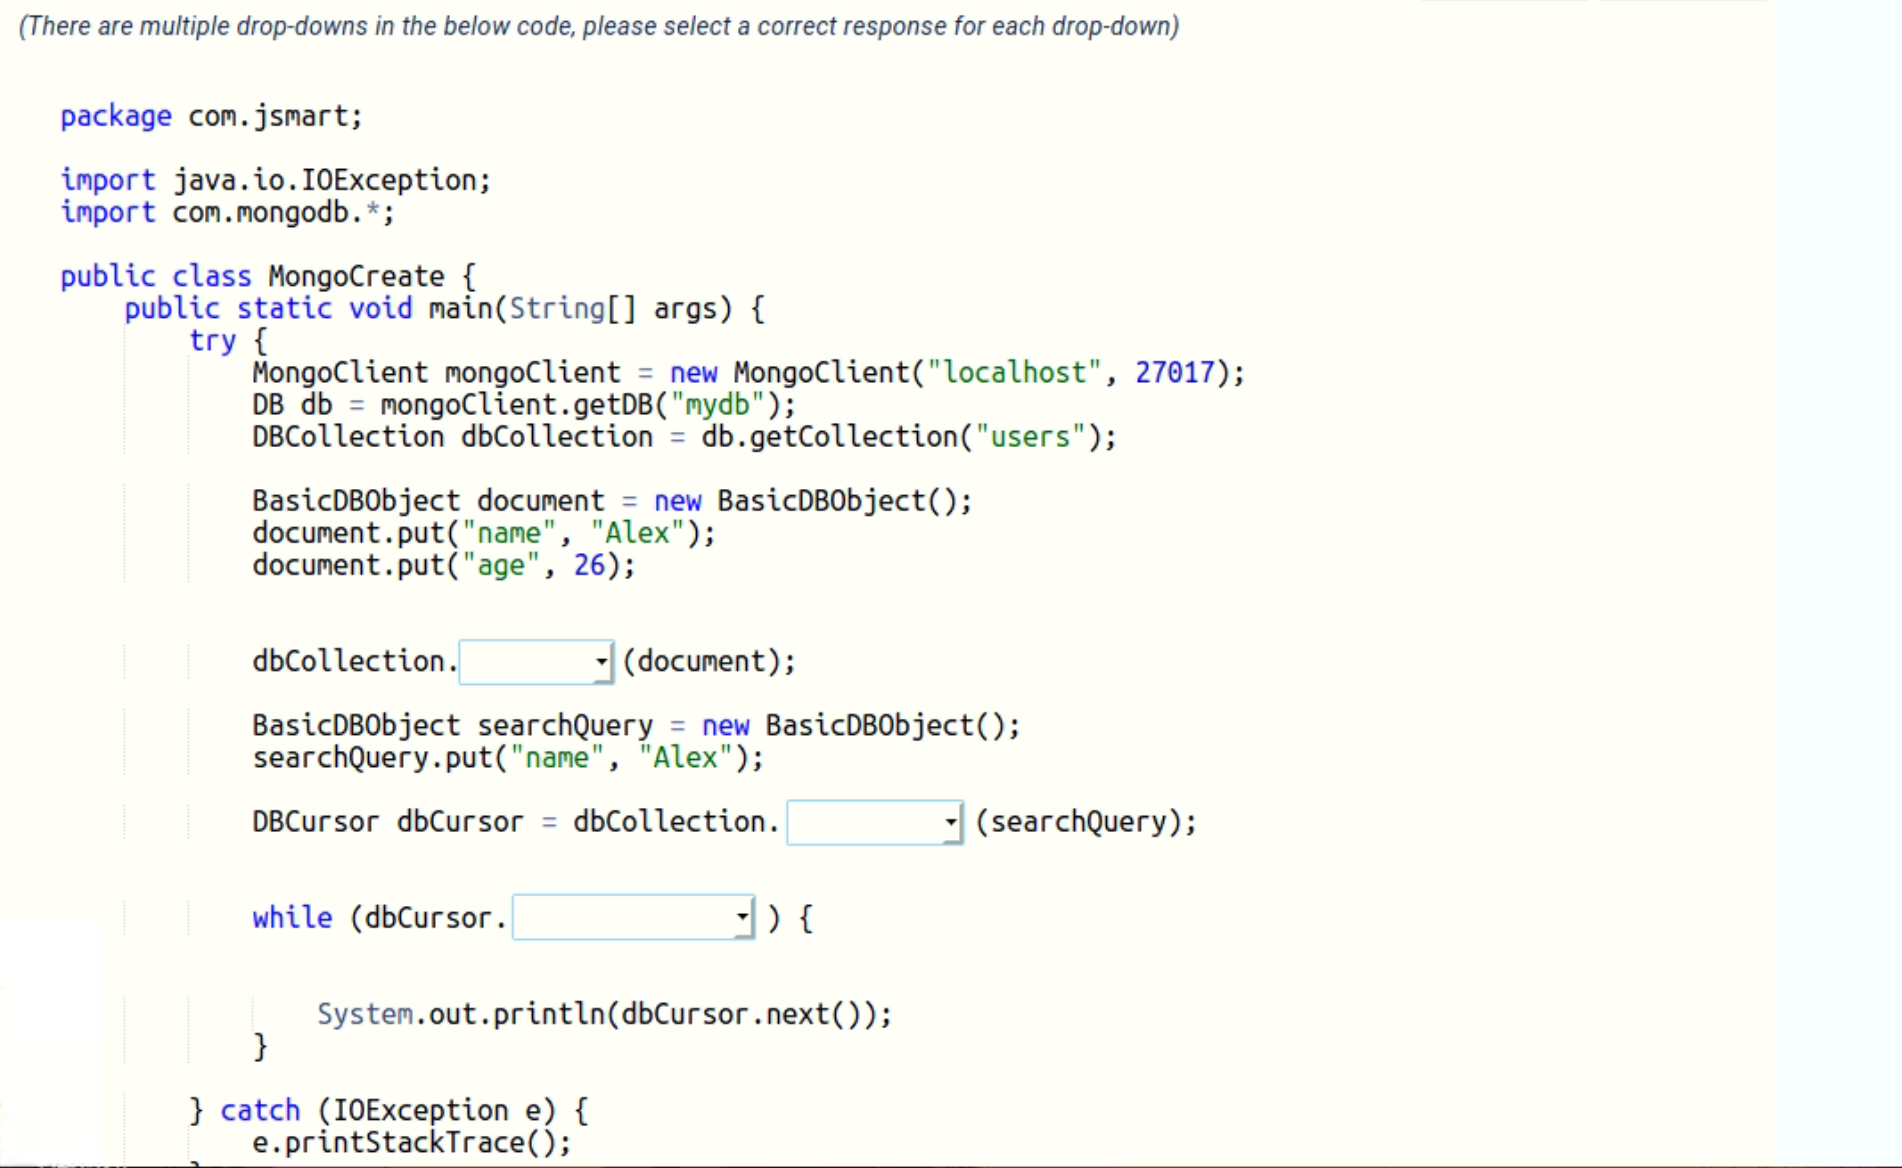 (There are multiple drop-downs in the below code, please select a correct response for each drop-down)
package com.jsmart;
import java.io.IOException;
import com.mongodb.*;
public class MongoCreate {
public static void main(String[] args) {
try {
MongoClient mongoClient = new MongoClient("localhost", 27017);
DB db = mongoClient.getDB("mydb");
DBCollection dbCollection = db.getCollection("users");
BasicDBObject document = new BasicDBObject();
document.put("name", "Alex");
document.put("age", 26);
dbCollection. (document);
BasicDBObject searchQuery = new BasicDBObject();
searchQuery.put("name", "Alex");
DBCursor dbCursor = dbCollection. (searchQuery);
while (dbCursor. ) {
System.out.println(dbCursor.next());
}
} catch (IOException e) {
e.printStackTrace();